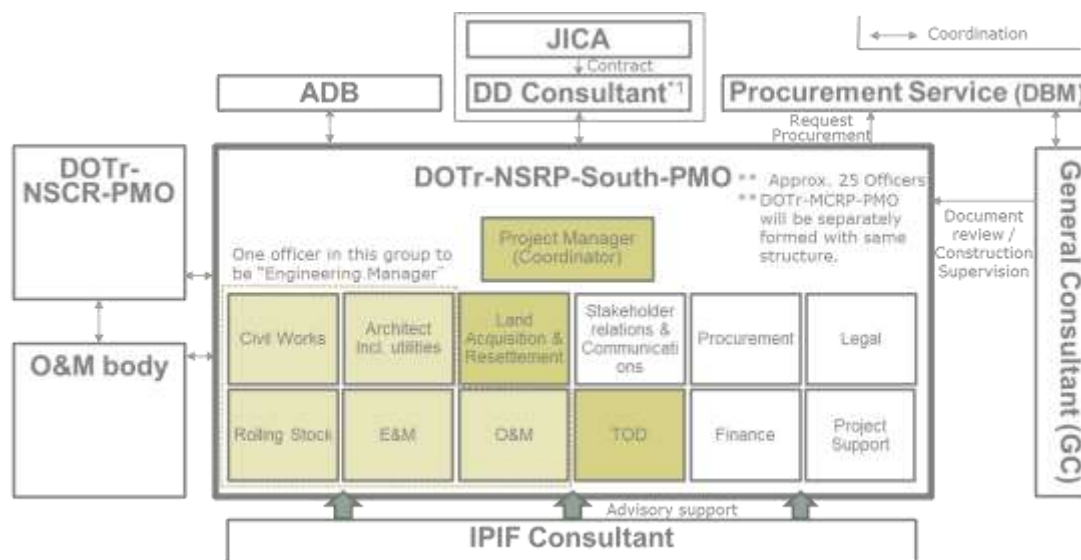 JICA
Coordination
Contract
ADB
DD Consultant*1
Procurement Service (DBM)
Request
Procurement
DOTr-
NSCR-PMO
DOTr-NSRP-South-PMO
** Approx. 25 Officers
** DOTr-MCRP-PMO
will be separately
formed with same
structure.
Project Manager
(Coordinator)
One officer in this group to
be "Engineering Manager"
Document
review /
Construction
Supervision
General Consultant (GC)
Civil Works
Architect
Incl. utilities
Land
Acquisition &
Resettlement
Stakeholder
relations &
Communicati
ons
Procurement
Legal
O&M body
Rolling Stock
E&M
O&M
TOD
Finance
Project
Support
Advisory support
IPIF Consultant